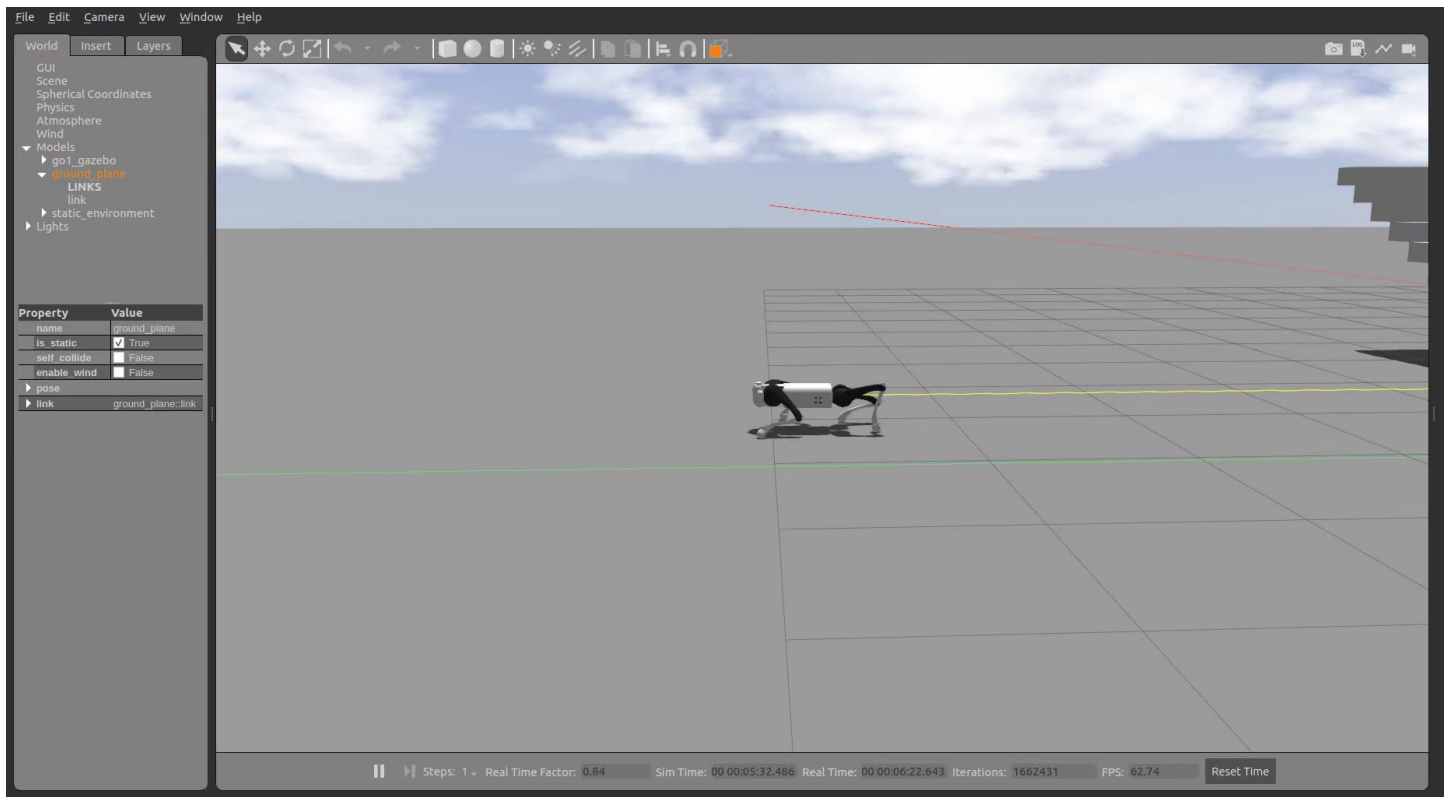 File Edit Camera View Window Help
World Insert Layers
GUI
Scene
Spherical Coordinates
Physics
Atmosphere
Wind
Models
go1_gazebo
ground_plane
LINKS
link
static_environment
Lights
Property Value
name ground_plane
is_static True
self_collide False
enable_wind False
pose
link ground_plane::link
LOG
Steps: 1 Real Time Factor: 0.84 Sim Time: 00 00:05:32.486 Real Time: 00 00:06:22.643 Iterations: 1662431 FPS: 62.74 Reset Time